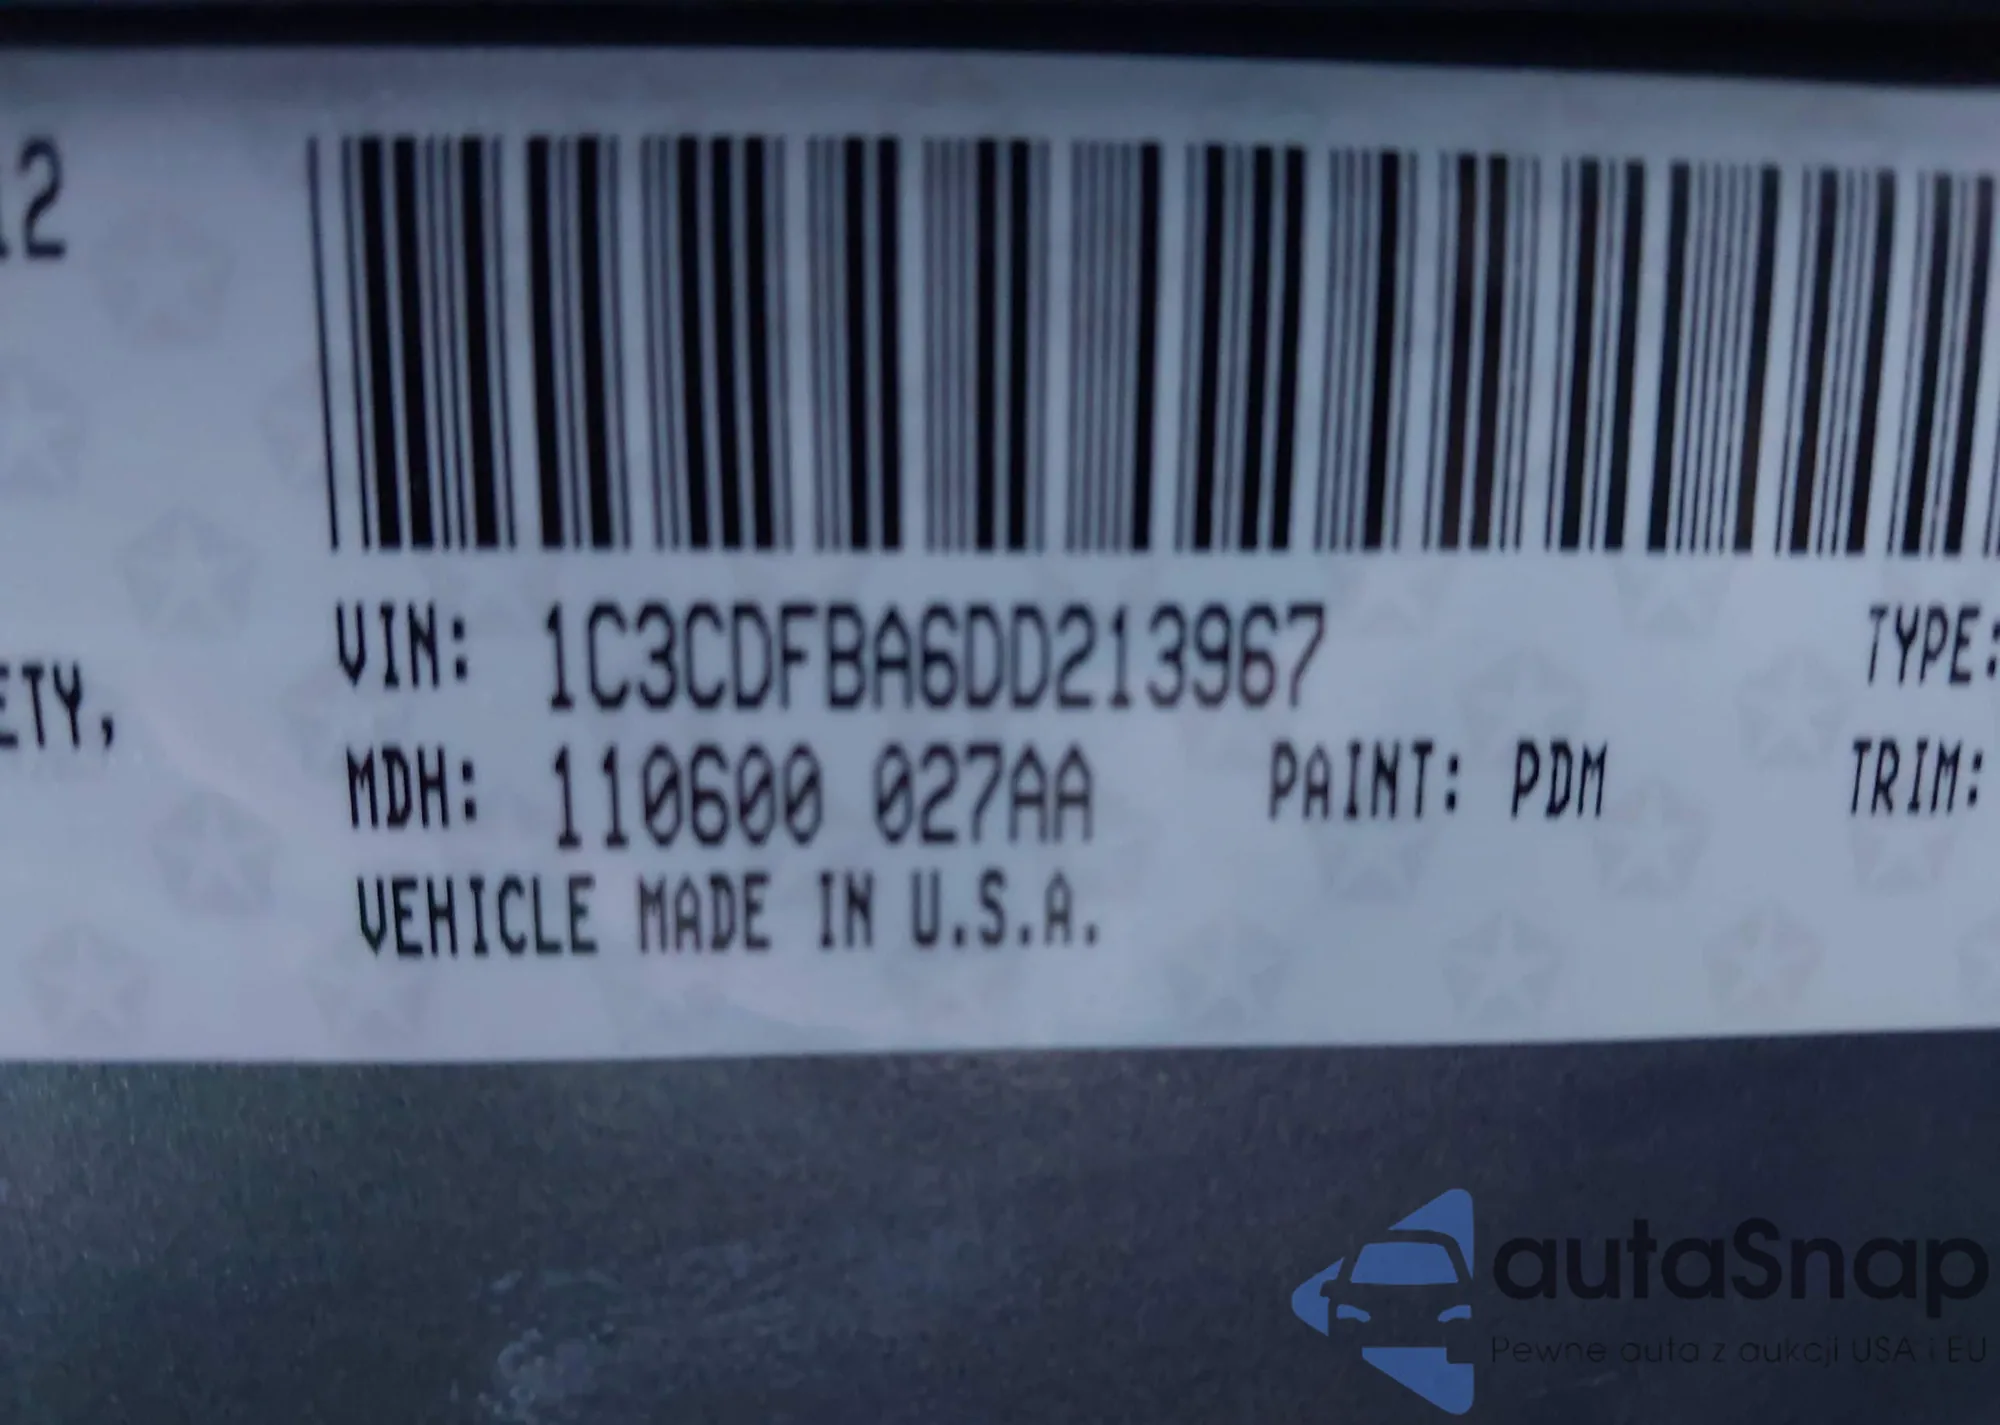 12
VIN: 1C3CDFBA6DD213967
TYPE:
ETY,
MDH: 110600 027AA
PAINT: PDM
TRIM:
VEHICLE MADE IN U.S.A.
autaSnap
Pewne auta z aukcji USA i EU